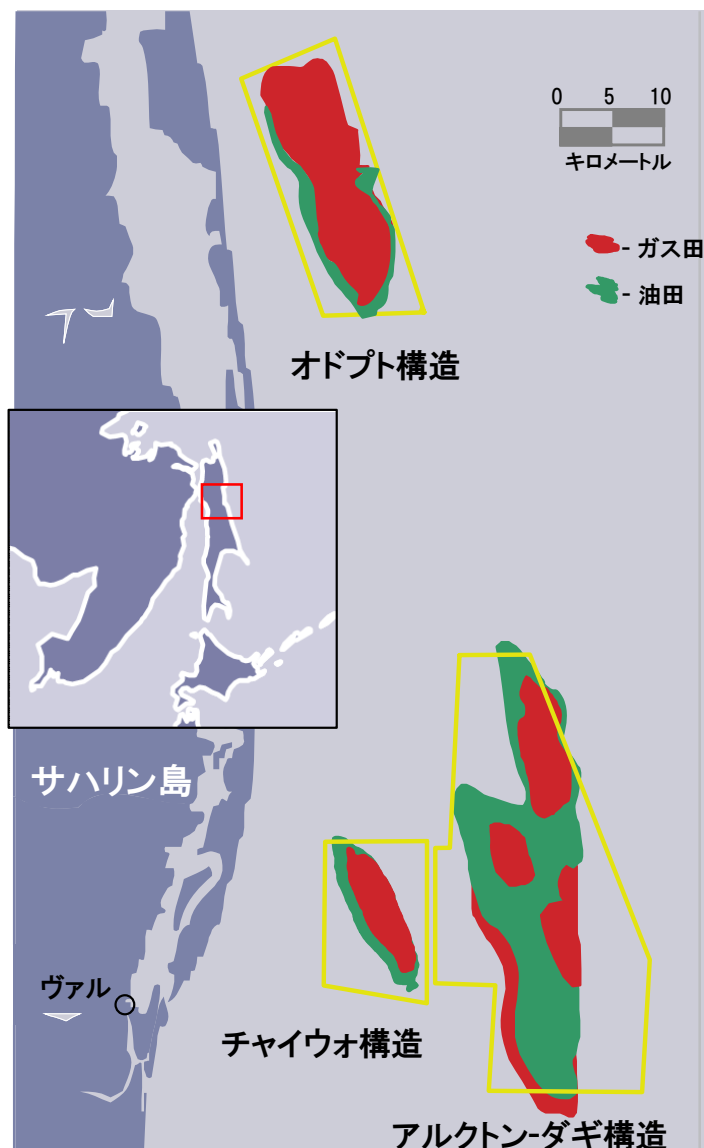 0 5 10
キロメートル
- ガス田
- 油田
オドプト構造
サハリン島
ヴァル
チャイウォ構造
アルクトン-ダギ構造